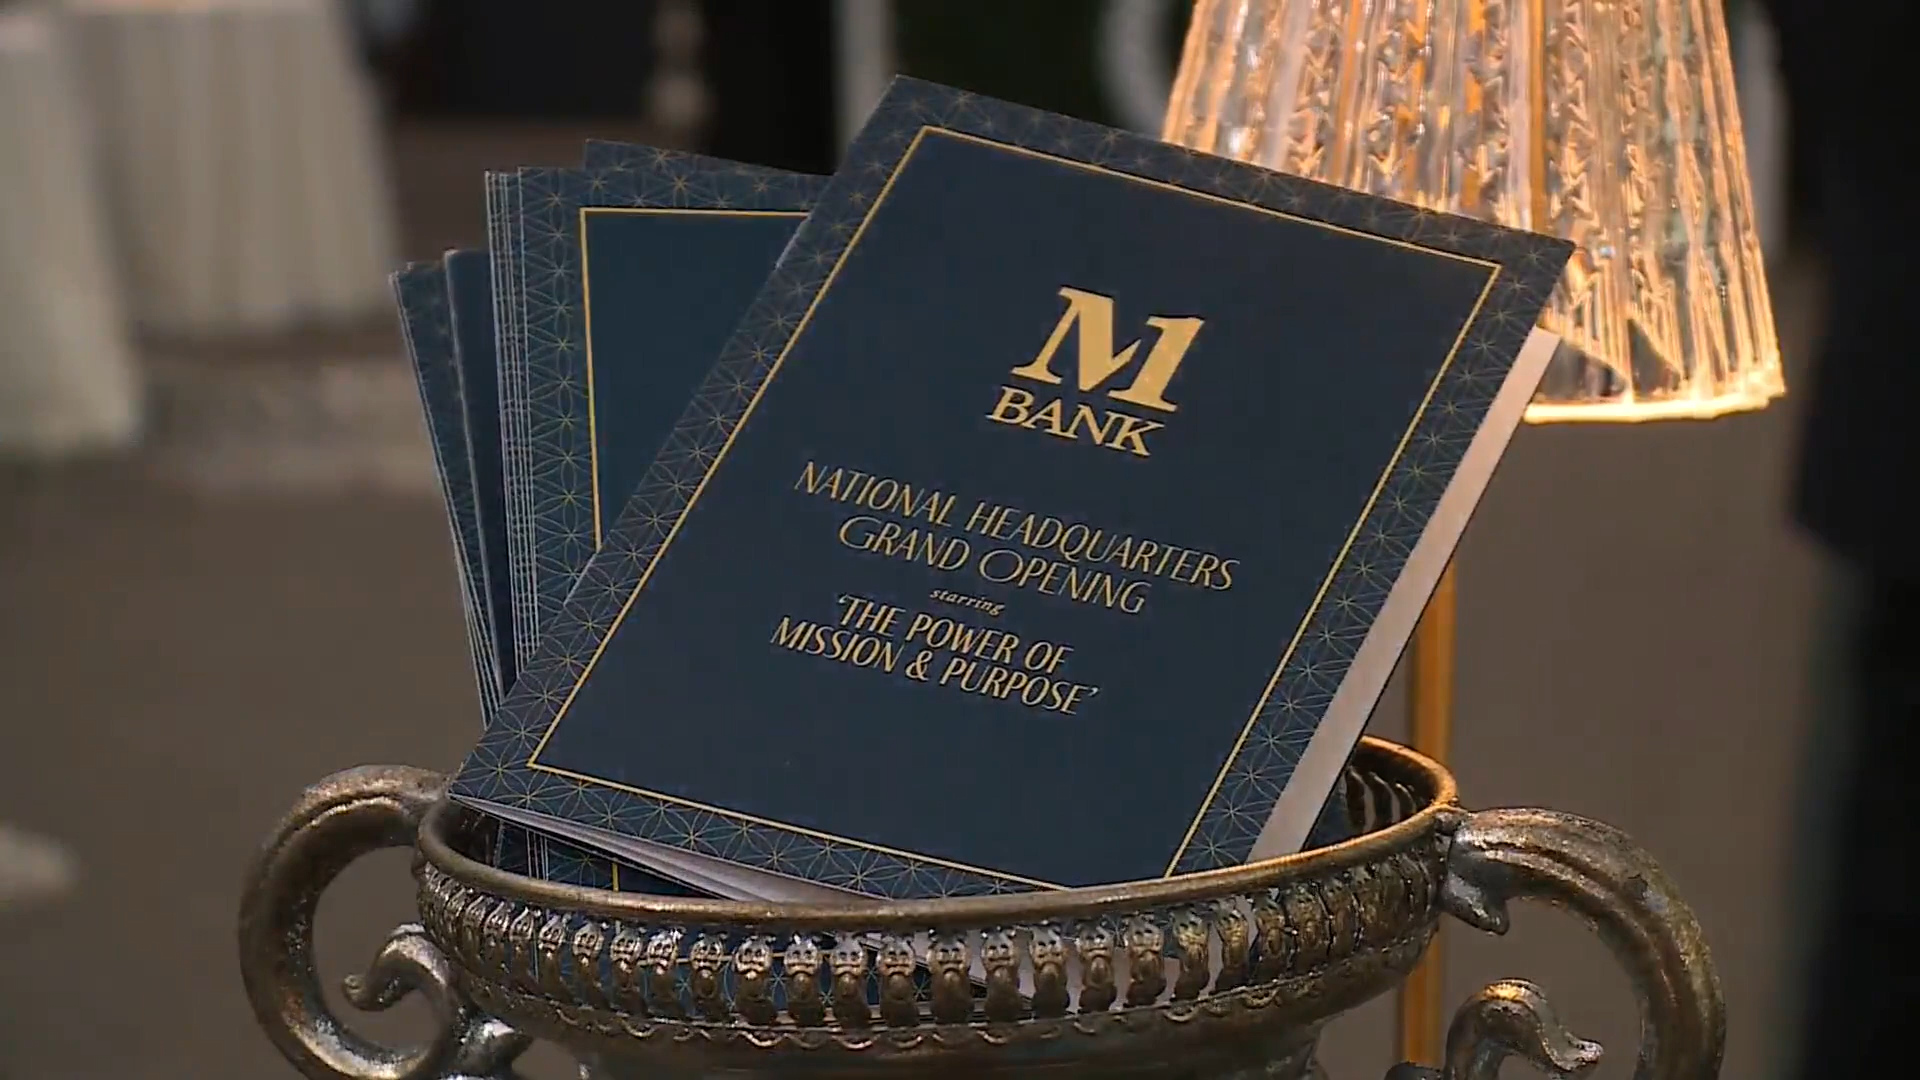 M1
BANK
NATIONAL HEADQUARTERS
GRAND OPENING
starring
'THE POWER OF
MISSION & PURPOSE'